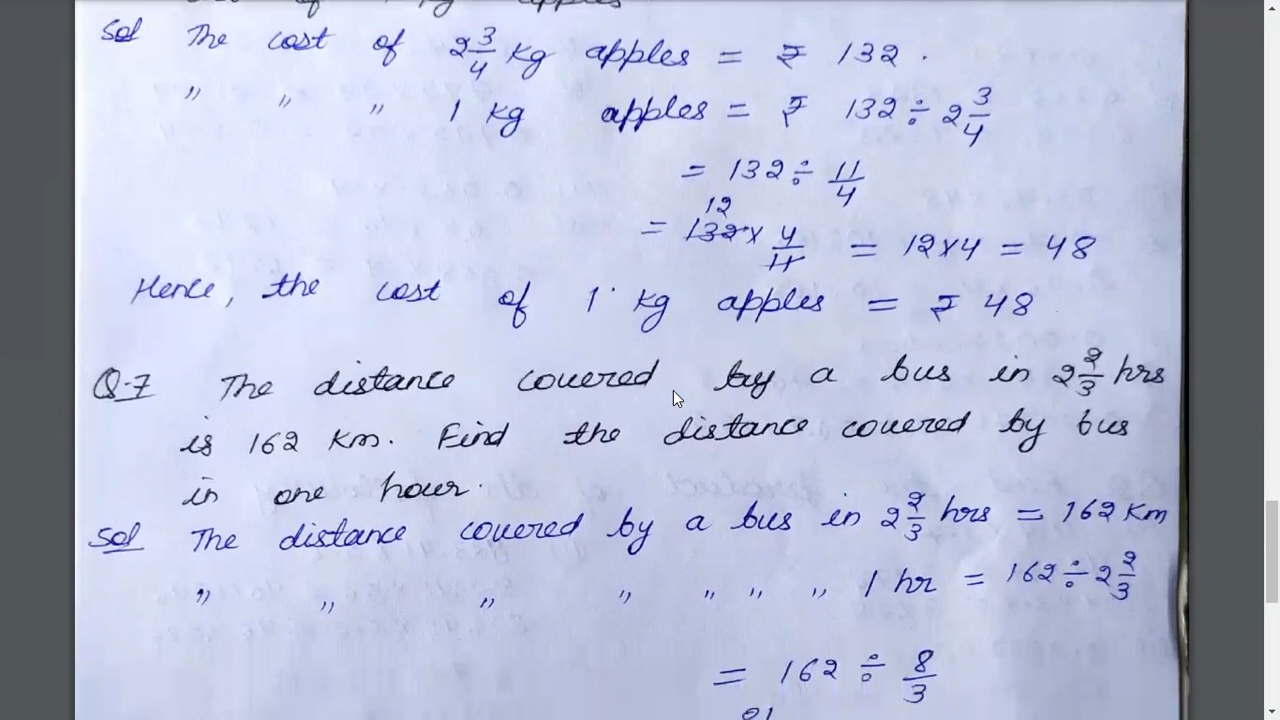 Sol The cost of 2 3/4 kg apples = ₹ 132.
" " " 1 kg apples = ₹ 132 ÷ 2 3/4
= 132 ÷ 11/4
12
= 132 × 4/11 = 12×4 = 48
Hence, the cost of 1 kg apples = ₹ 48
Q-7 The distance covered by a bus in 2 2/3 hrs
is 162 Km. Find the distance covered by bus
in one hour.
Sol The distance covered by a bus in 2 2/3 hrs = 162 Km
" " " " " " " 1 hr = 162 ÷ 2 2/3
= 162 ÷ 8/3